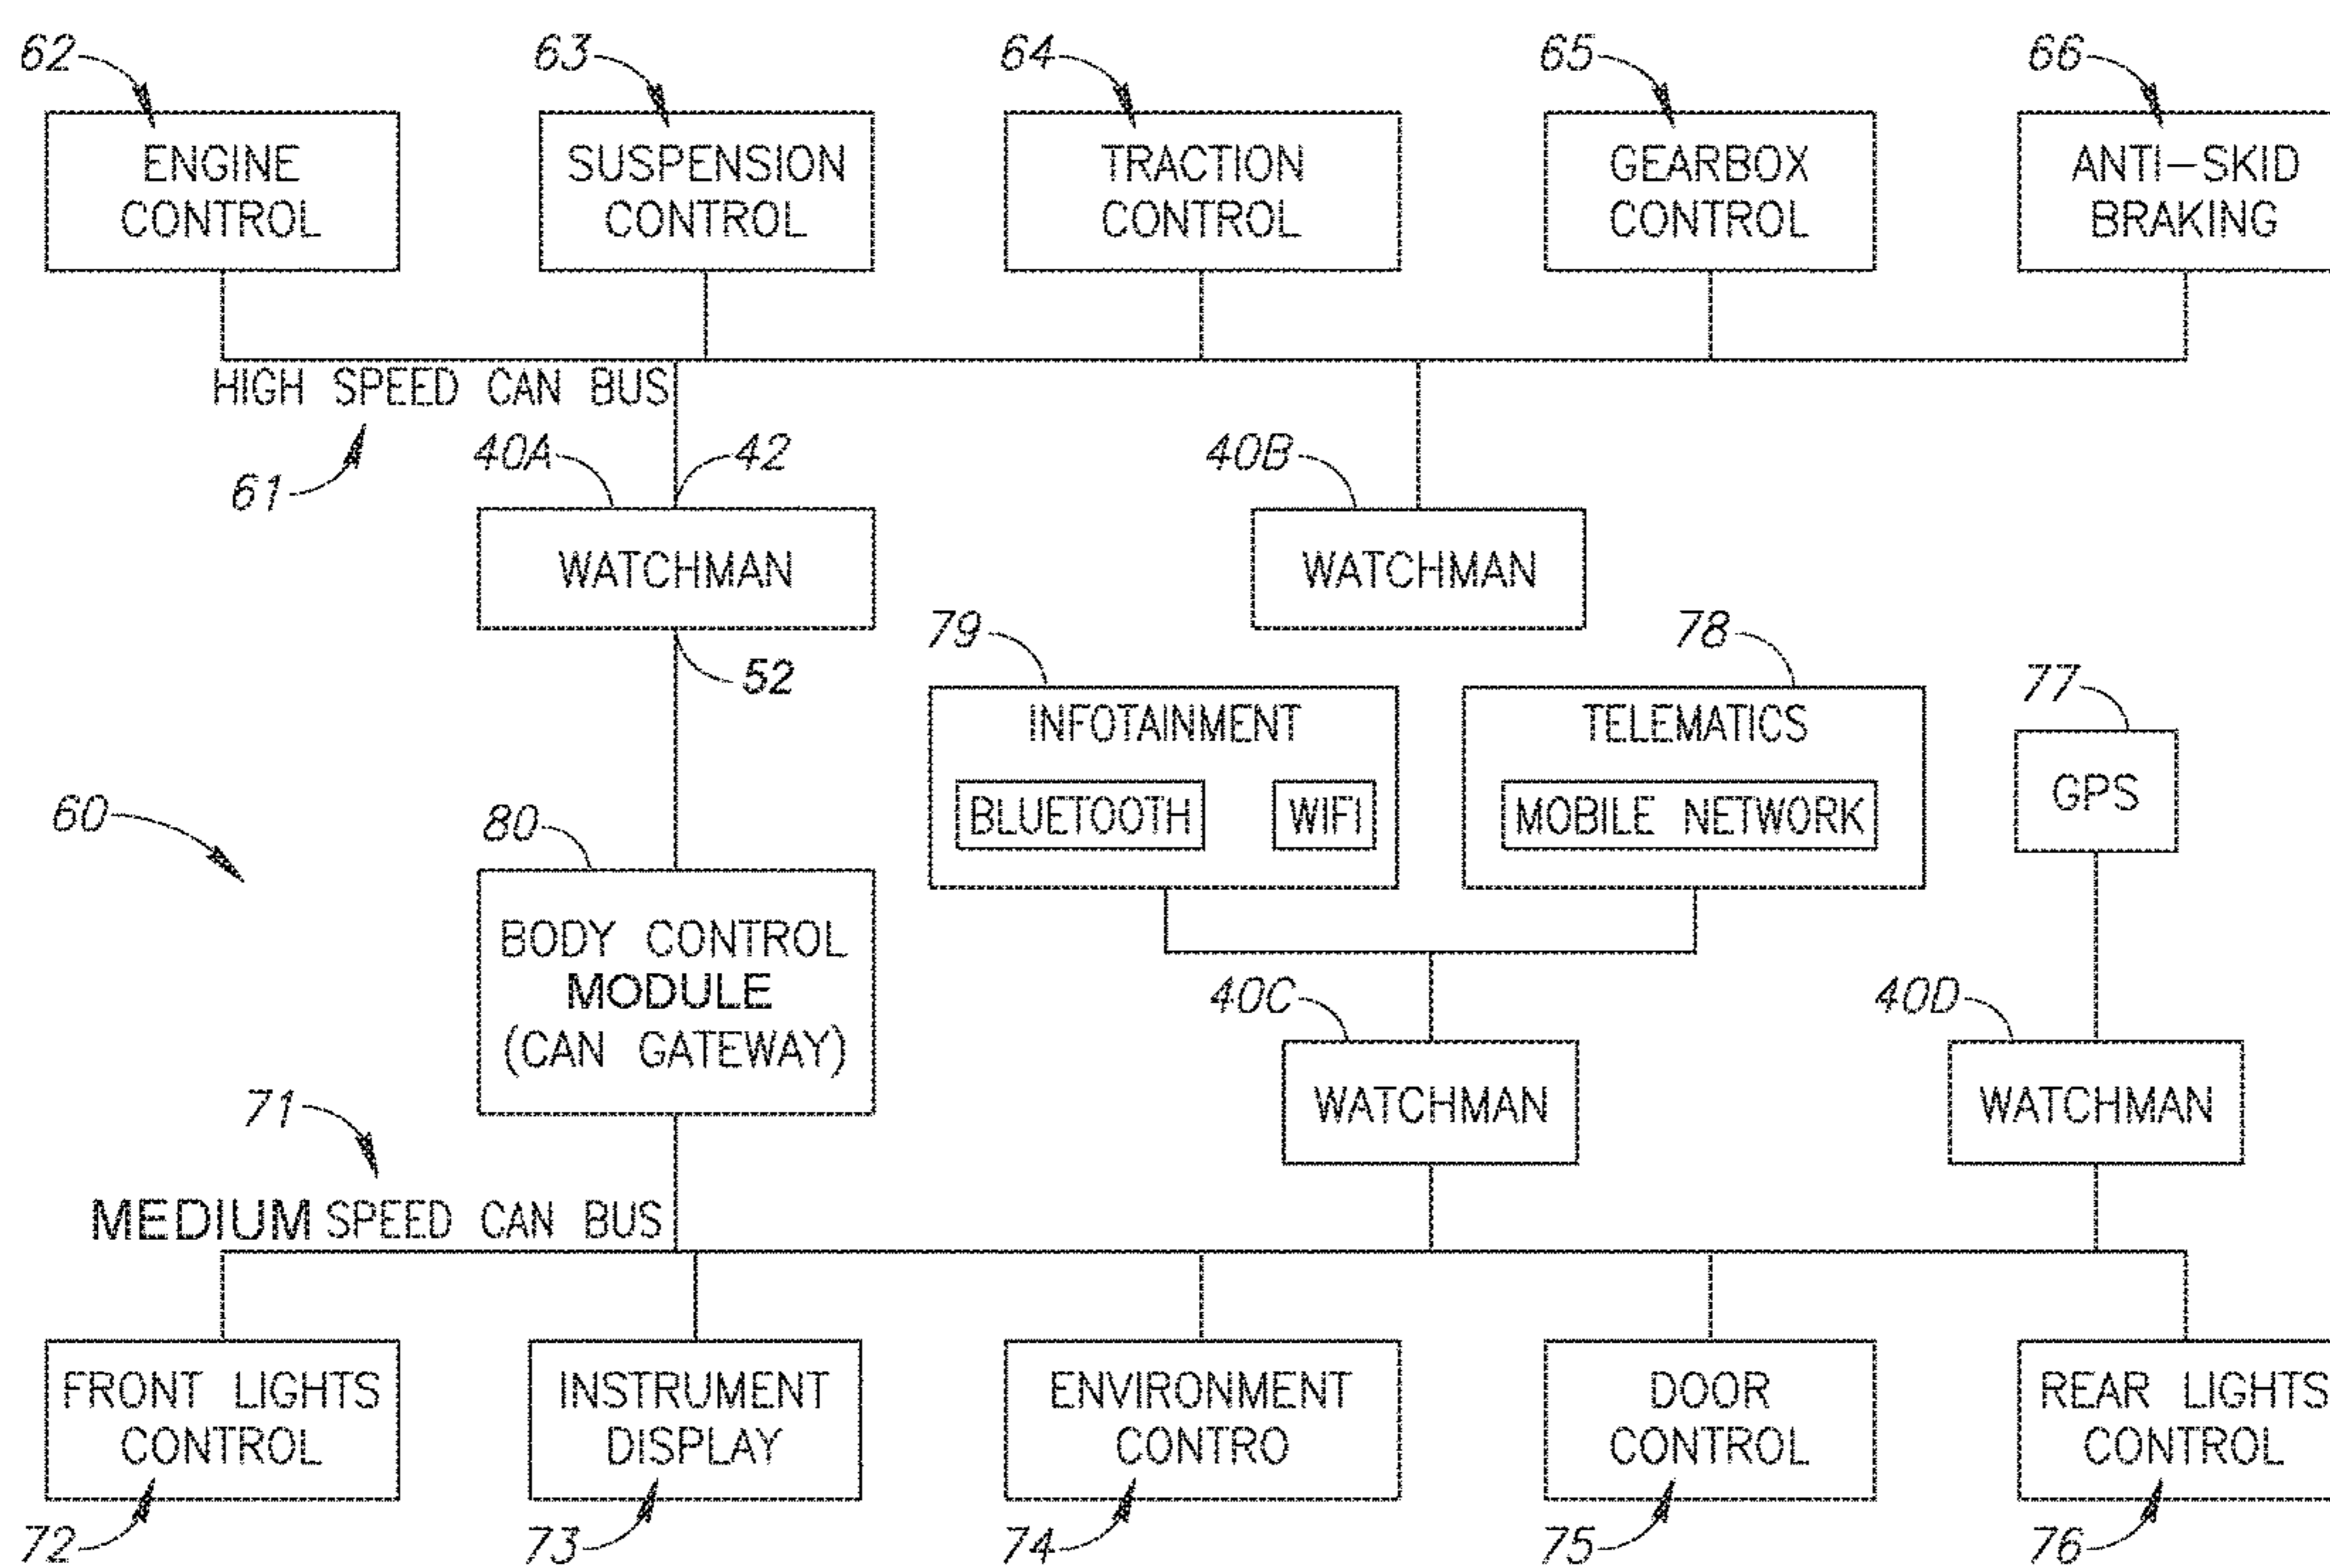 62
63
64
65
66
ENGINE
CONTROL
SUSPENSION
CONTROL
TRACTION
CONTROL
GEARBOX
CONTROL
ANTI-SKID
BRAKING
HIGH SPEED CAN BUS
61
40A
42
40B
WATCHMAN
WATCHMAN
52
79
78
77
INFOTAINMENT
BLUETOOTH
WIFI
TELEMATICS
MOBILE NETWORK
GPS
60
80
BODY CONTROL
MODULE
(CAN GATEWAY)
40C
40D
WATCHMAN
WATCHMAN
71
MEDIUM SPEED CAN BUS
FRONT LIGHTS
CONTROL
INSTRUMENT
DISPLAY
ENVIRONMENT
CONTRO
DOOR
CONTROL
REAR LIGHTS
CONTROL
72
73
74
75
76